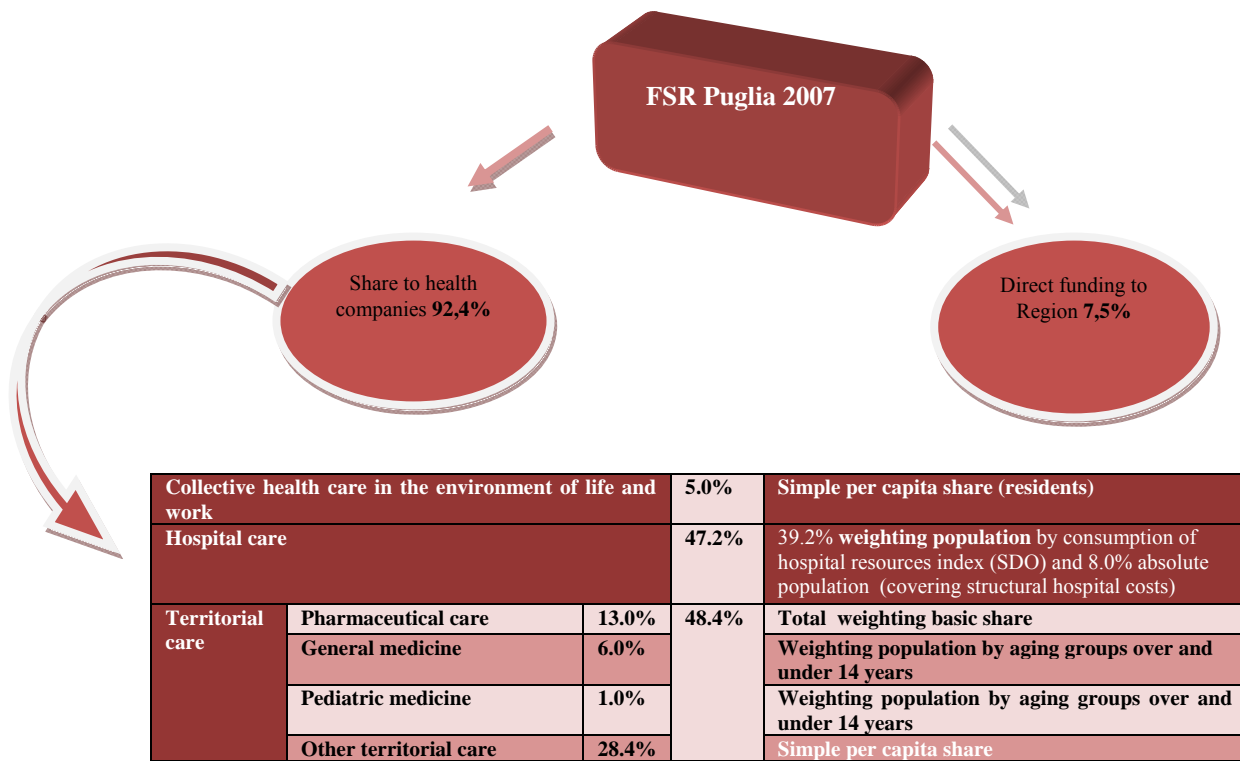 FSR Puglia 2007
Share to health
companies 92,4%
Direct funding to
Region 7,5%
Collective health care in the environment of life and
work
5.0%
Simple per capita share (residents)
Hospital care
47.2%
39.2% weighting population by consumption of
hospital resources index (SDO) and 8.0% absolute
population (covering structural hospital costs)
Territorial
care
Pharmaceutical care
13.0%
48.4%
Total weighting basic share
General medicine
6.0%
Weighting population by aging groups over and
under 14 years
Pediatric medicine
1.0%
Weighting population by aging groups over and
under 14 years
Other territorial care
28.4%
Simple per capita share